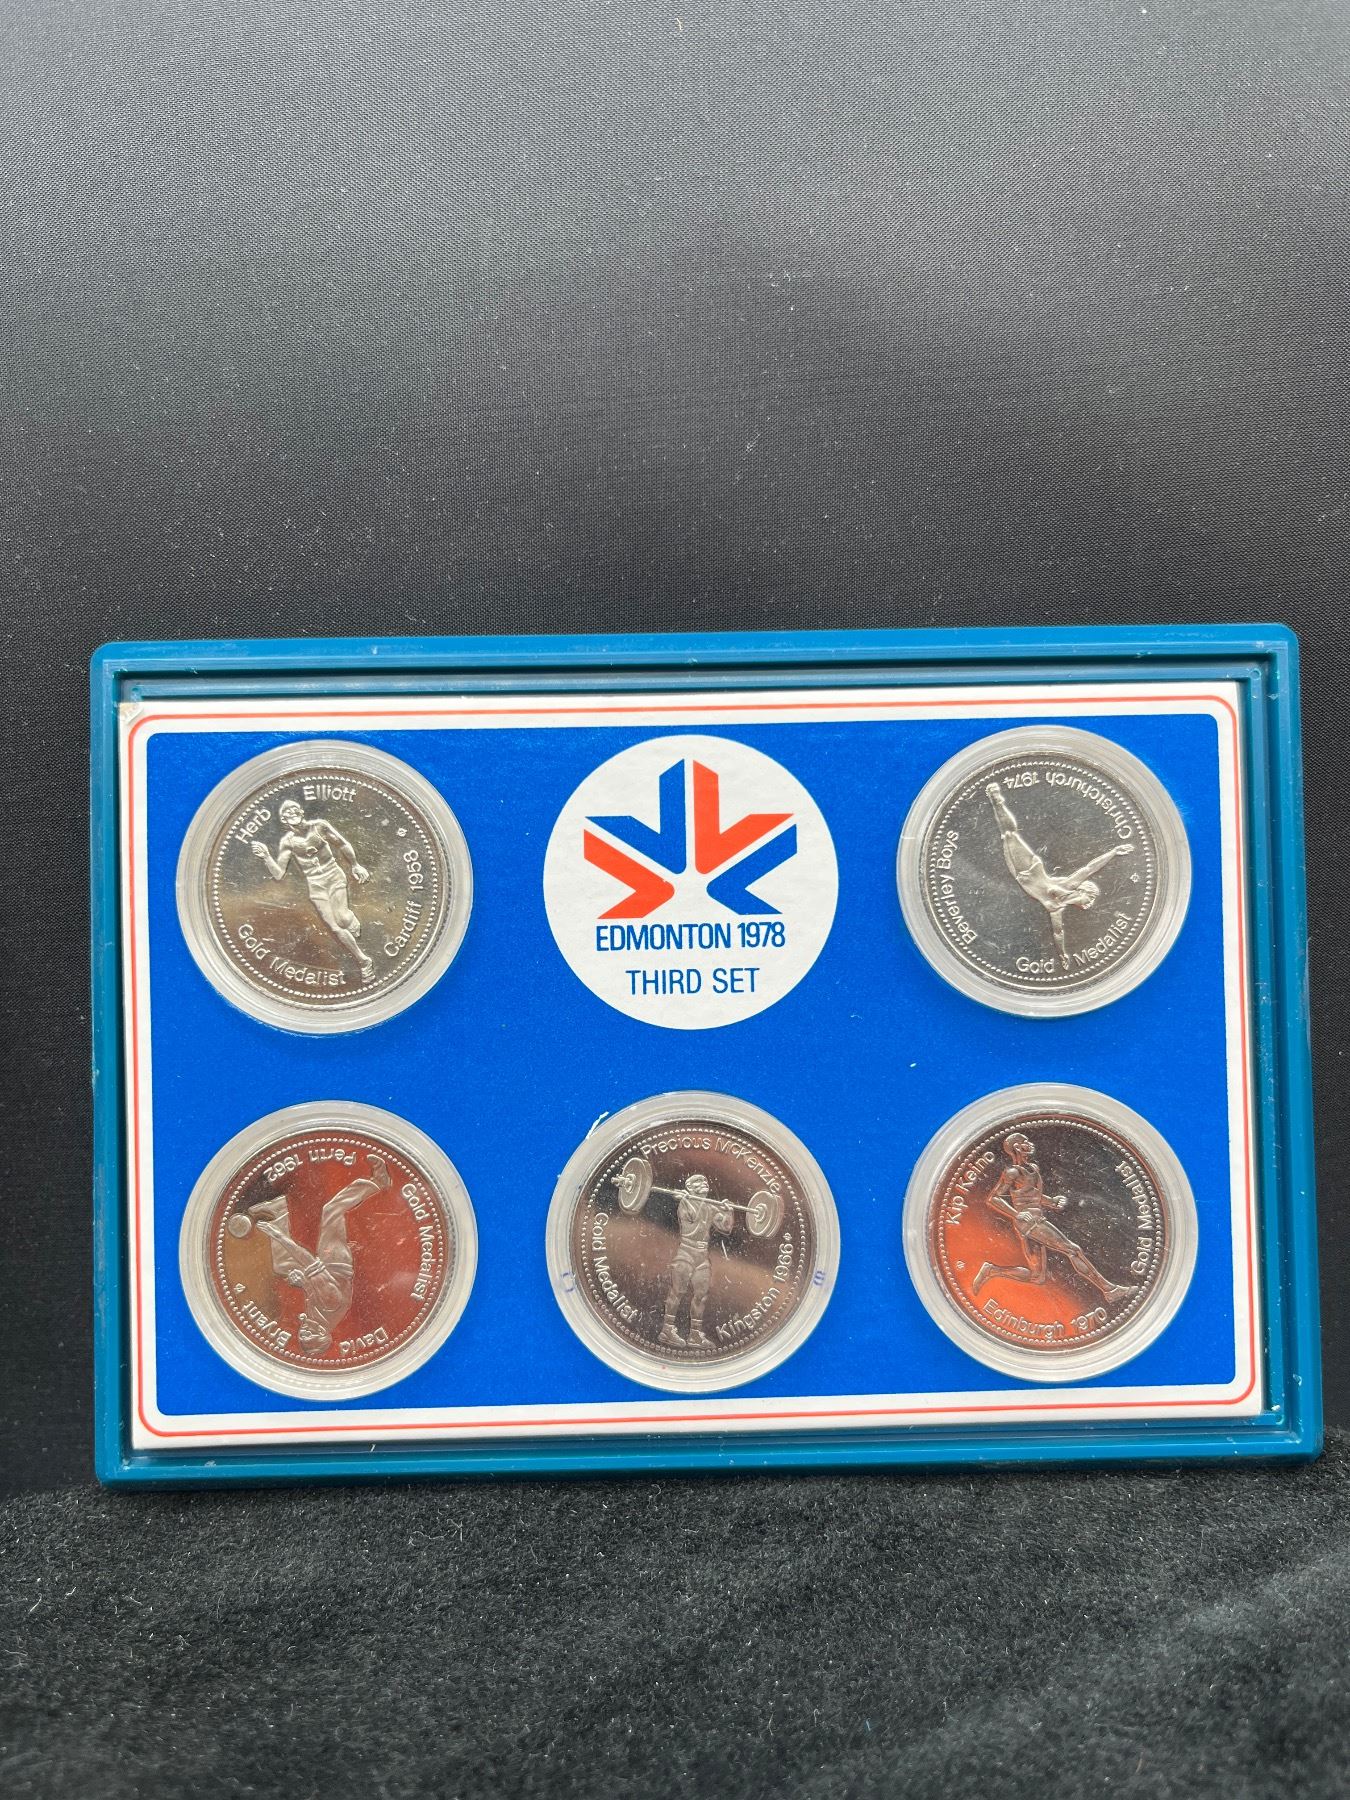 Herb Elliott
Gold Medalist
Cardiff 1958
EDMONTON 1978
THIRD SET
Beverley Boys
Christchurch 1974
Gold Medalist
David Bryant
Perth 1962
Gold Medalist
Precious McKenzie
Gold Medalist
Kingston 1966
Kip Keino
Gold Medalist
Edinburgh 1970